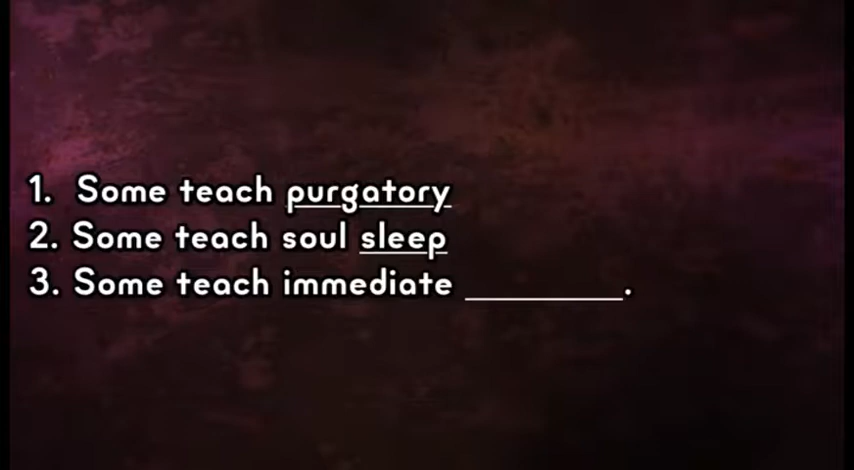 1. Some teach purgatory
2. Some teach soul sleep
3. Some teach immediate _________.